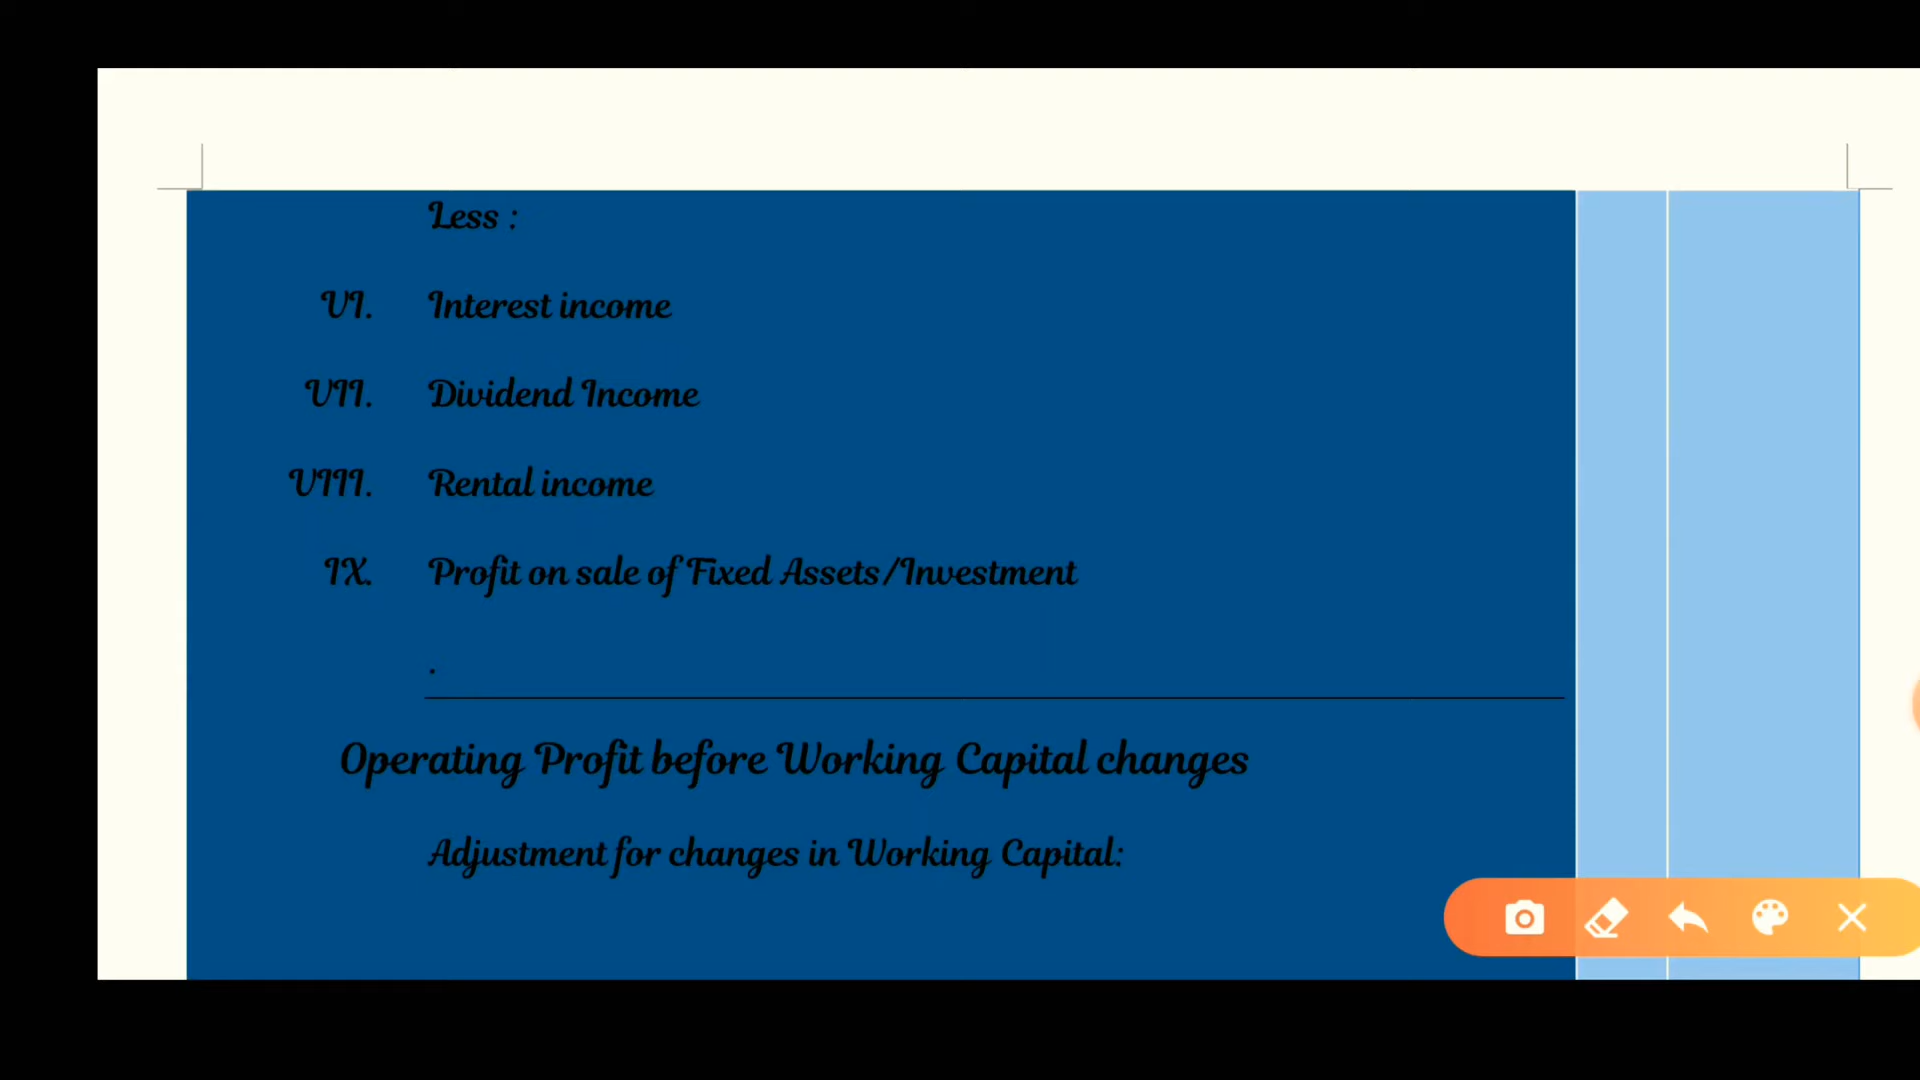 Less :
VI. Interest income
VII. Dividend Income
VIII. Rental income
IX. Profit on sale of Fixed Assets/Investment
.
Operating Profit before Working Capital changes
Adjustment for changes in Working Capital: